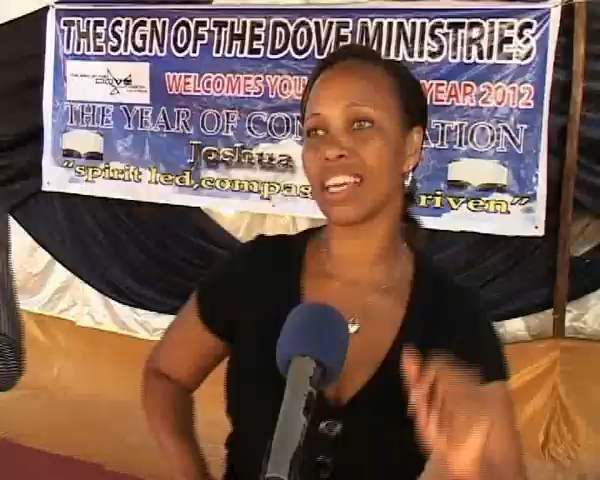 THE SIGN OF THE DOVE MINISTRIES
DOVE
WELCOMES YOU YEAR 2012
THE YEAR OF CON ATION
Joshua
"spirit led, compas riven"